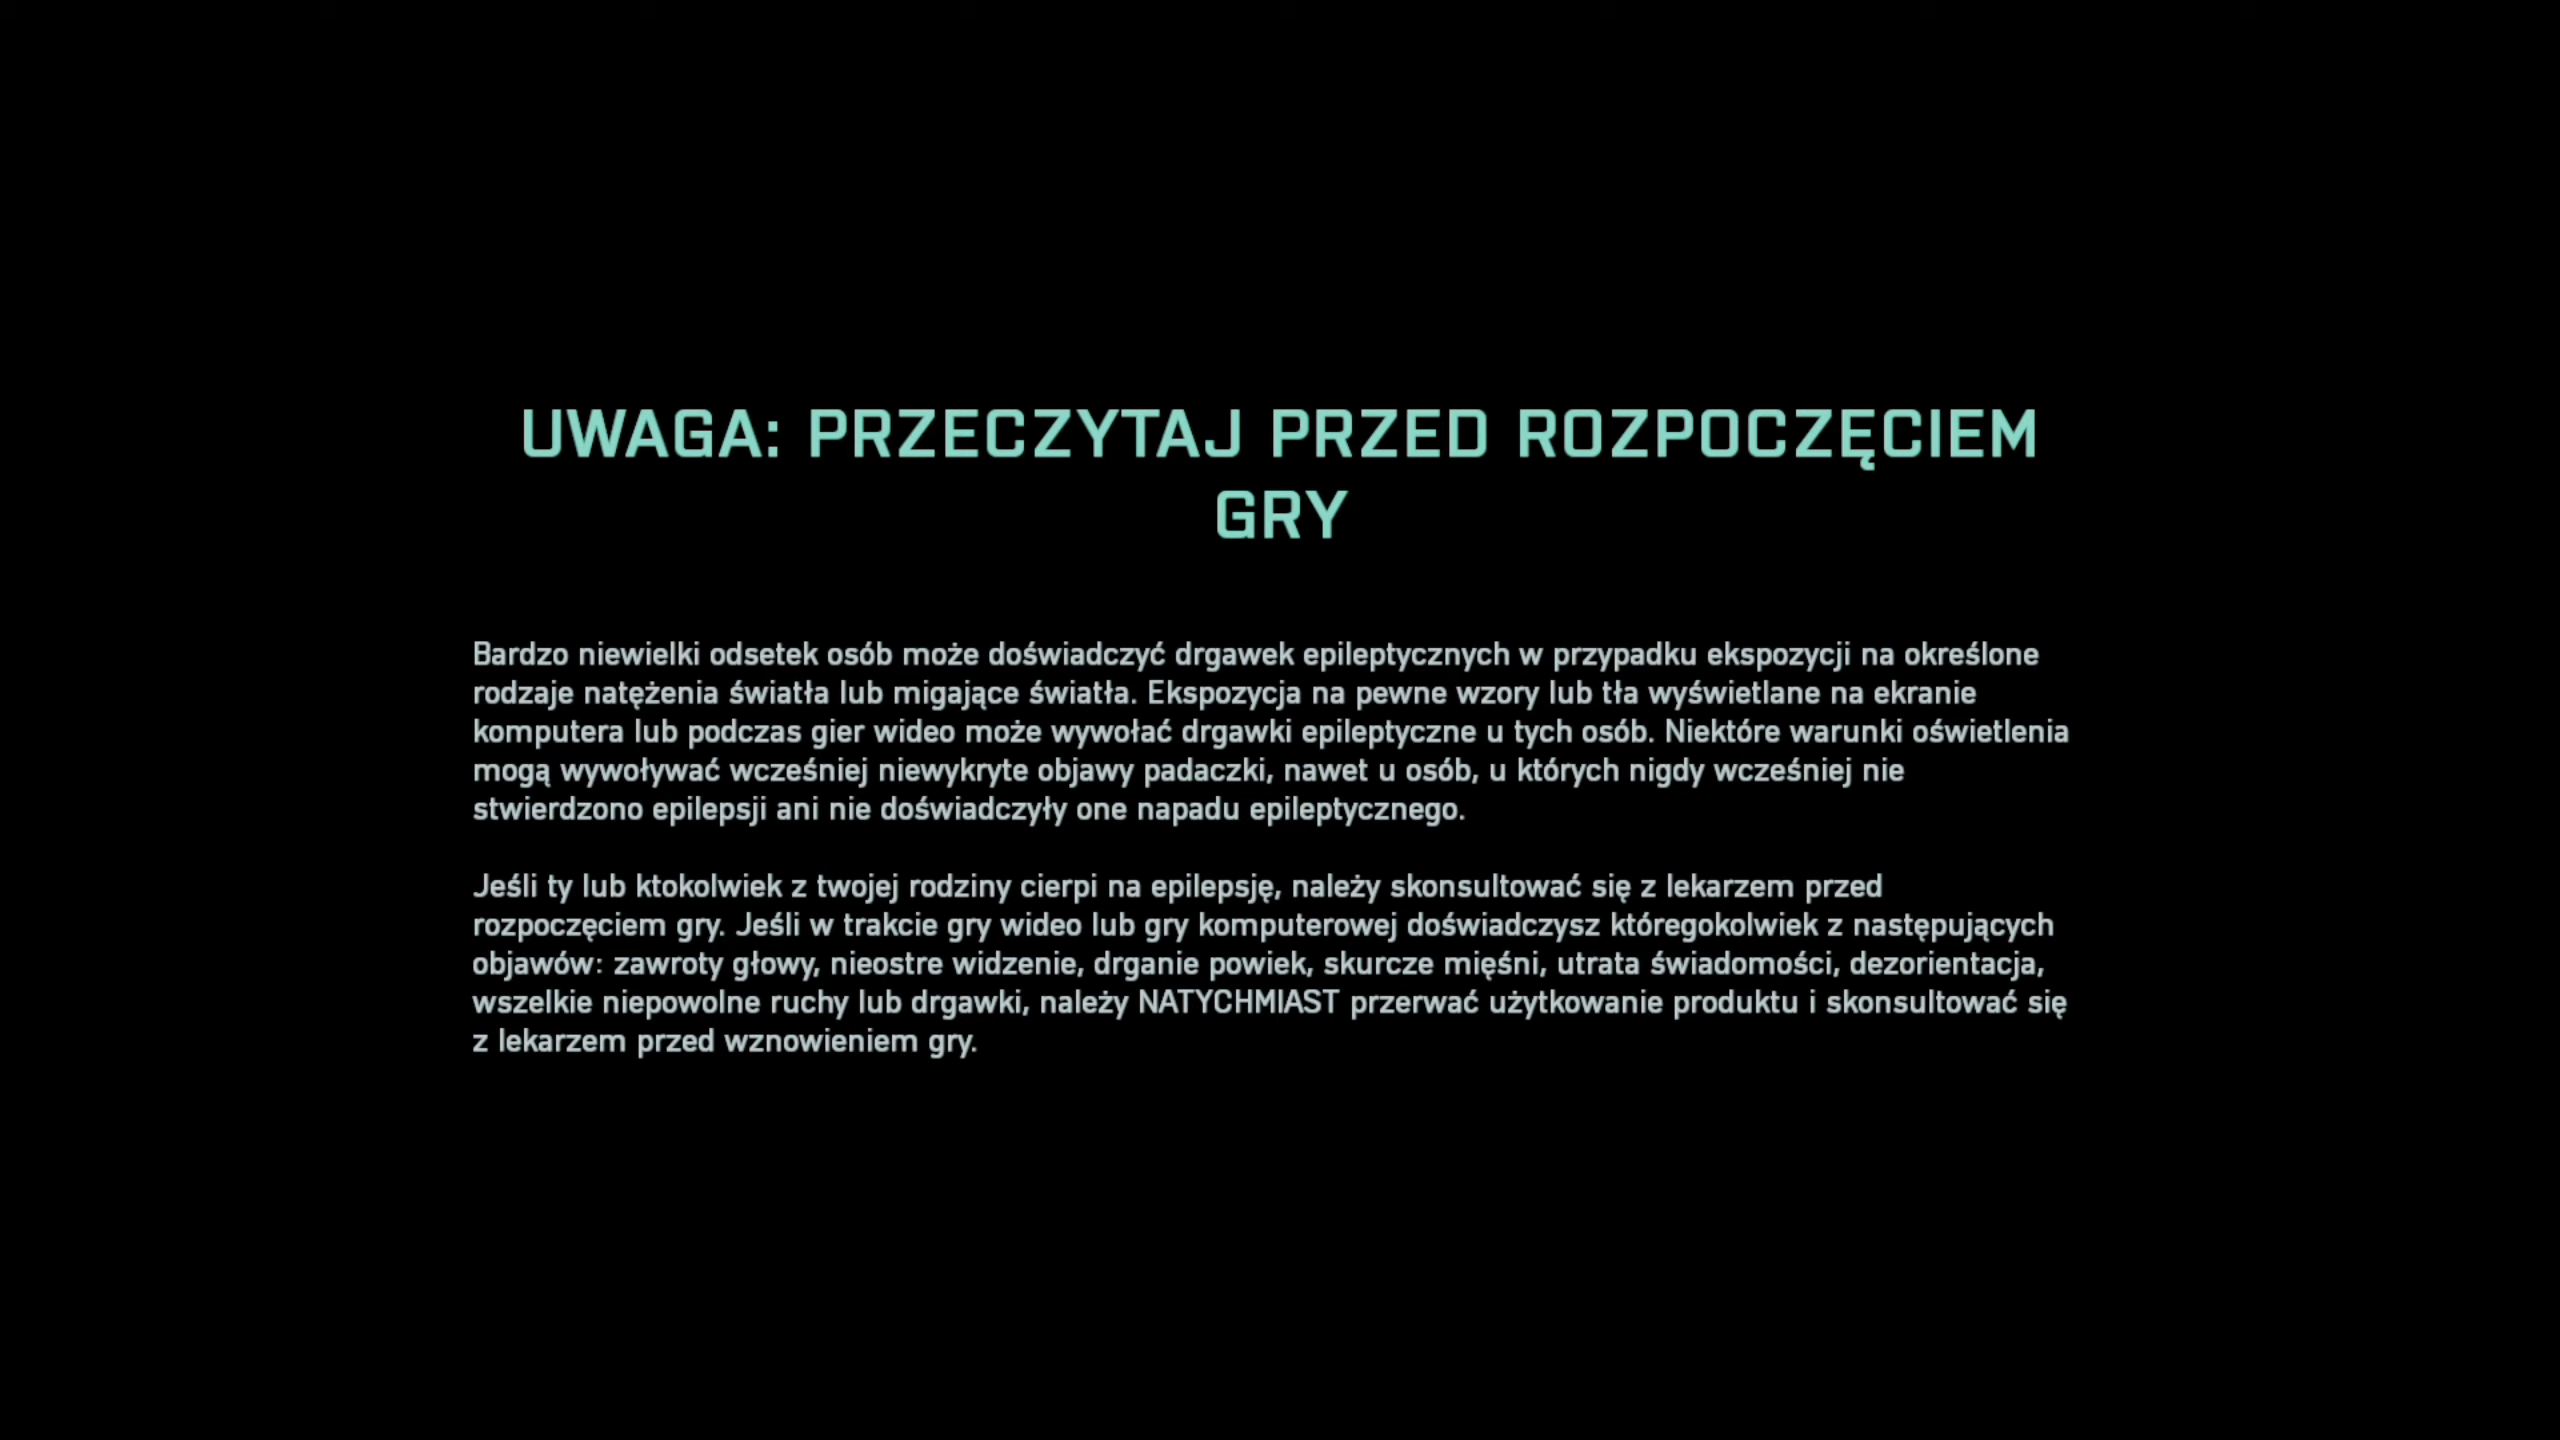 UWAGA: PRZECZYTAJ PRZED ROZPOCZĘCIEM
GRY
Bardzo niewielki odsetek osób może doświadczyć drgawek epileptycznych w przypadku ekspozycji na określone
rodzaje natężenia światła lub migające światła. Ekspozycja na pewne wzory lub tła wyświetlane na ekranie
komputera lub podczas gier wideo może wywołać drgawki epileptyczne u tych osób. Niektóre warunki oświetlenia
mogą wywoływać wcześniej niewykryte objawy padaczki, nawet u osób, u których nigdy wcześniej nie
stwierdzono epilepsji ani nie doświadczyły one napadu epileptycznego.
Jeśli ty lub ktokolwiek z twojej rodziny cierpi na epilepsję, należy skonsultować się z lekarzem przed
rozpoczęciem gry. Jeśli w trakcie gry wideo lub gry komputerowej doświadczysz któregokolwiek z następujących
objawów: zawroty głowy, nieostre widzenie, drganie powiek, skurcze mięśni, utrata świadomości, dezorientacja,
wszelkie niepowolne ruchy lub drgawki, należy NATYCHMIAST przerwać użytkowanie produktu i skonsultować się
z lekarzem przed wznowieniem gry.